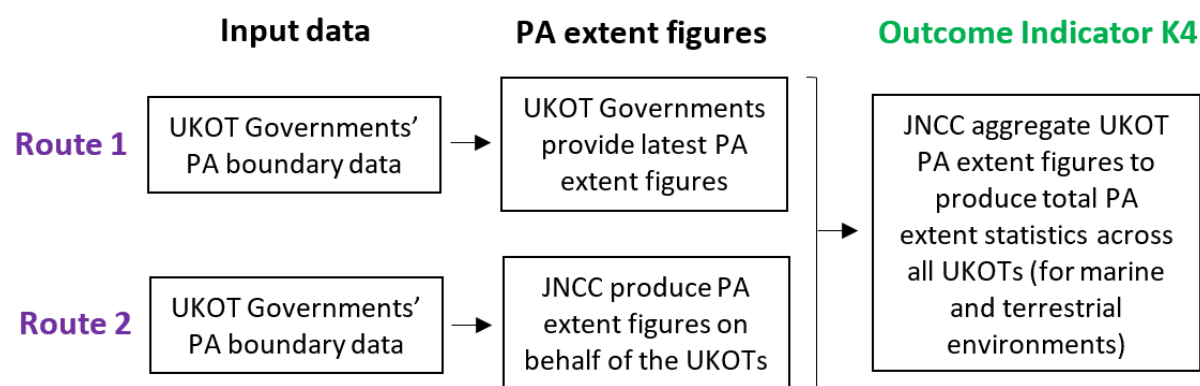 Input data
PA extent figures
Outcome Indicator K4
Route 1
UKOT Governments’
PA boundary data
UKOT Governments
provide latest PA
extent figures
Route 2
UKOT Governments’
PA boundary data
JNCC produce PA
extent figures on
behalf of the UKOTs
JNCC aggregate UKOT
PA extent figures to
produce total PA
extent statistics across
all UKOTs (for marine
and terrestrial
environments)